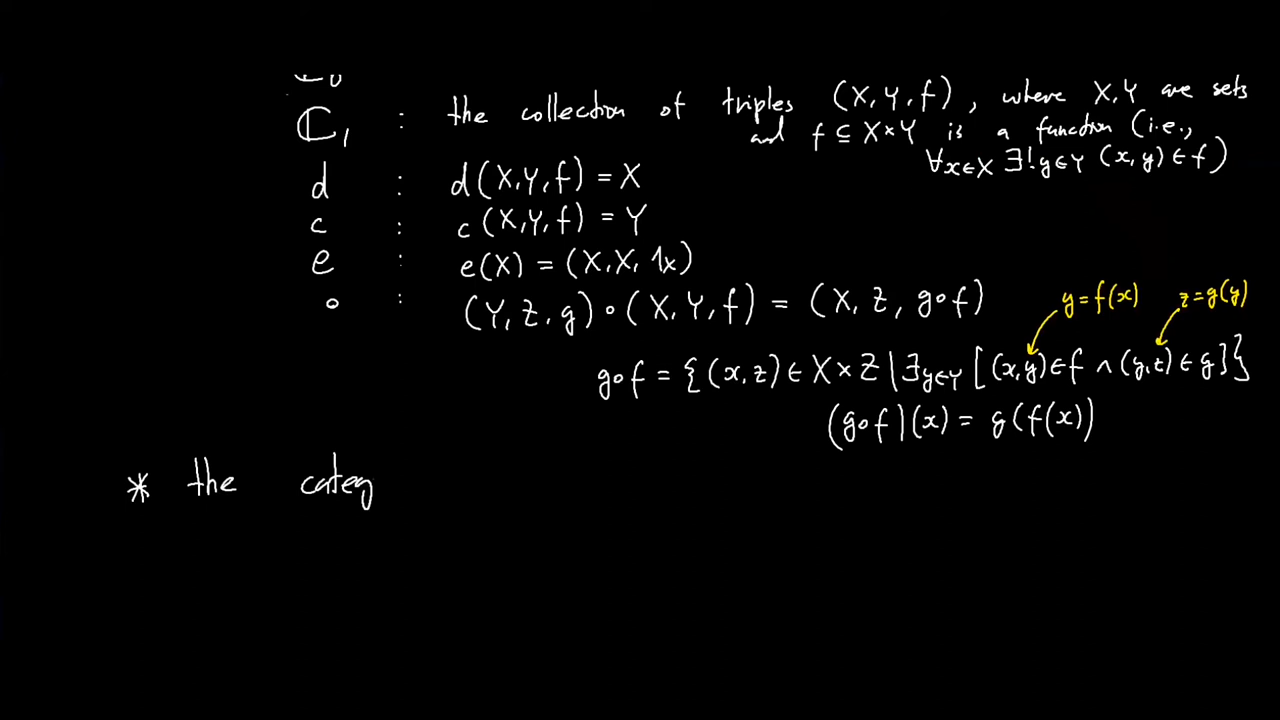 ℂ₁ : the collection of triples (X, Y, f), where X, Y are sets
and f ⊆ X×Y is a function (i.e.,
∀x∈X ∃!y∈Y (x, y) ∈ f)
d : d(X,Y,f) = X
c : c(X,Y,f) = Y
e : e(X) = (X, X, 1x)
∘ : (Y, Z, g) ∘ (X, Y, f) = (X, Z, g∘f)
y = f(x) z = g(y)
g∘f = {(x,z) ∈ X × Z | ∃y∈Y [(x,y) ∈ f ∧ (y,z) ∈ g]}
(g∘f)(x) = g(f(x))
* the categ